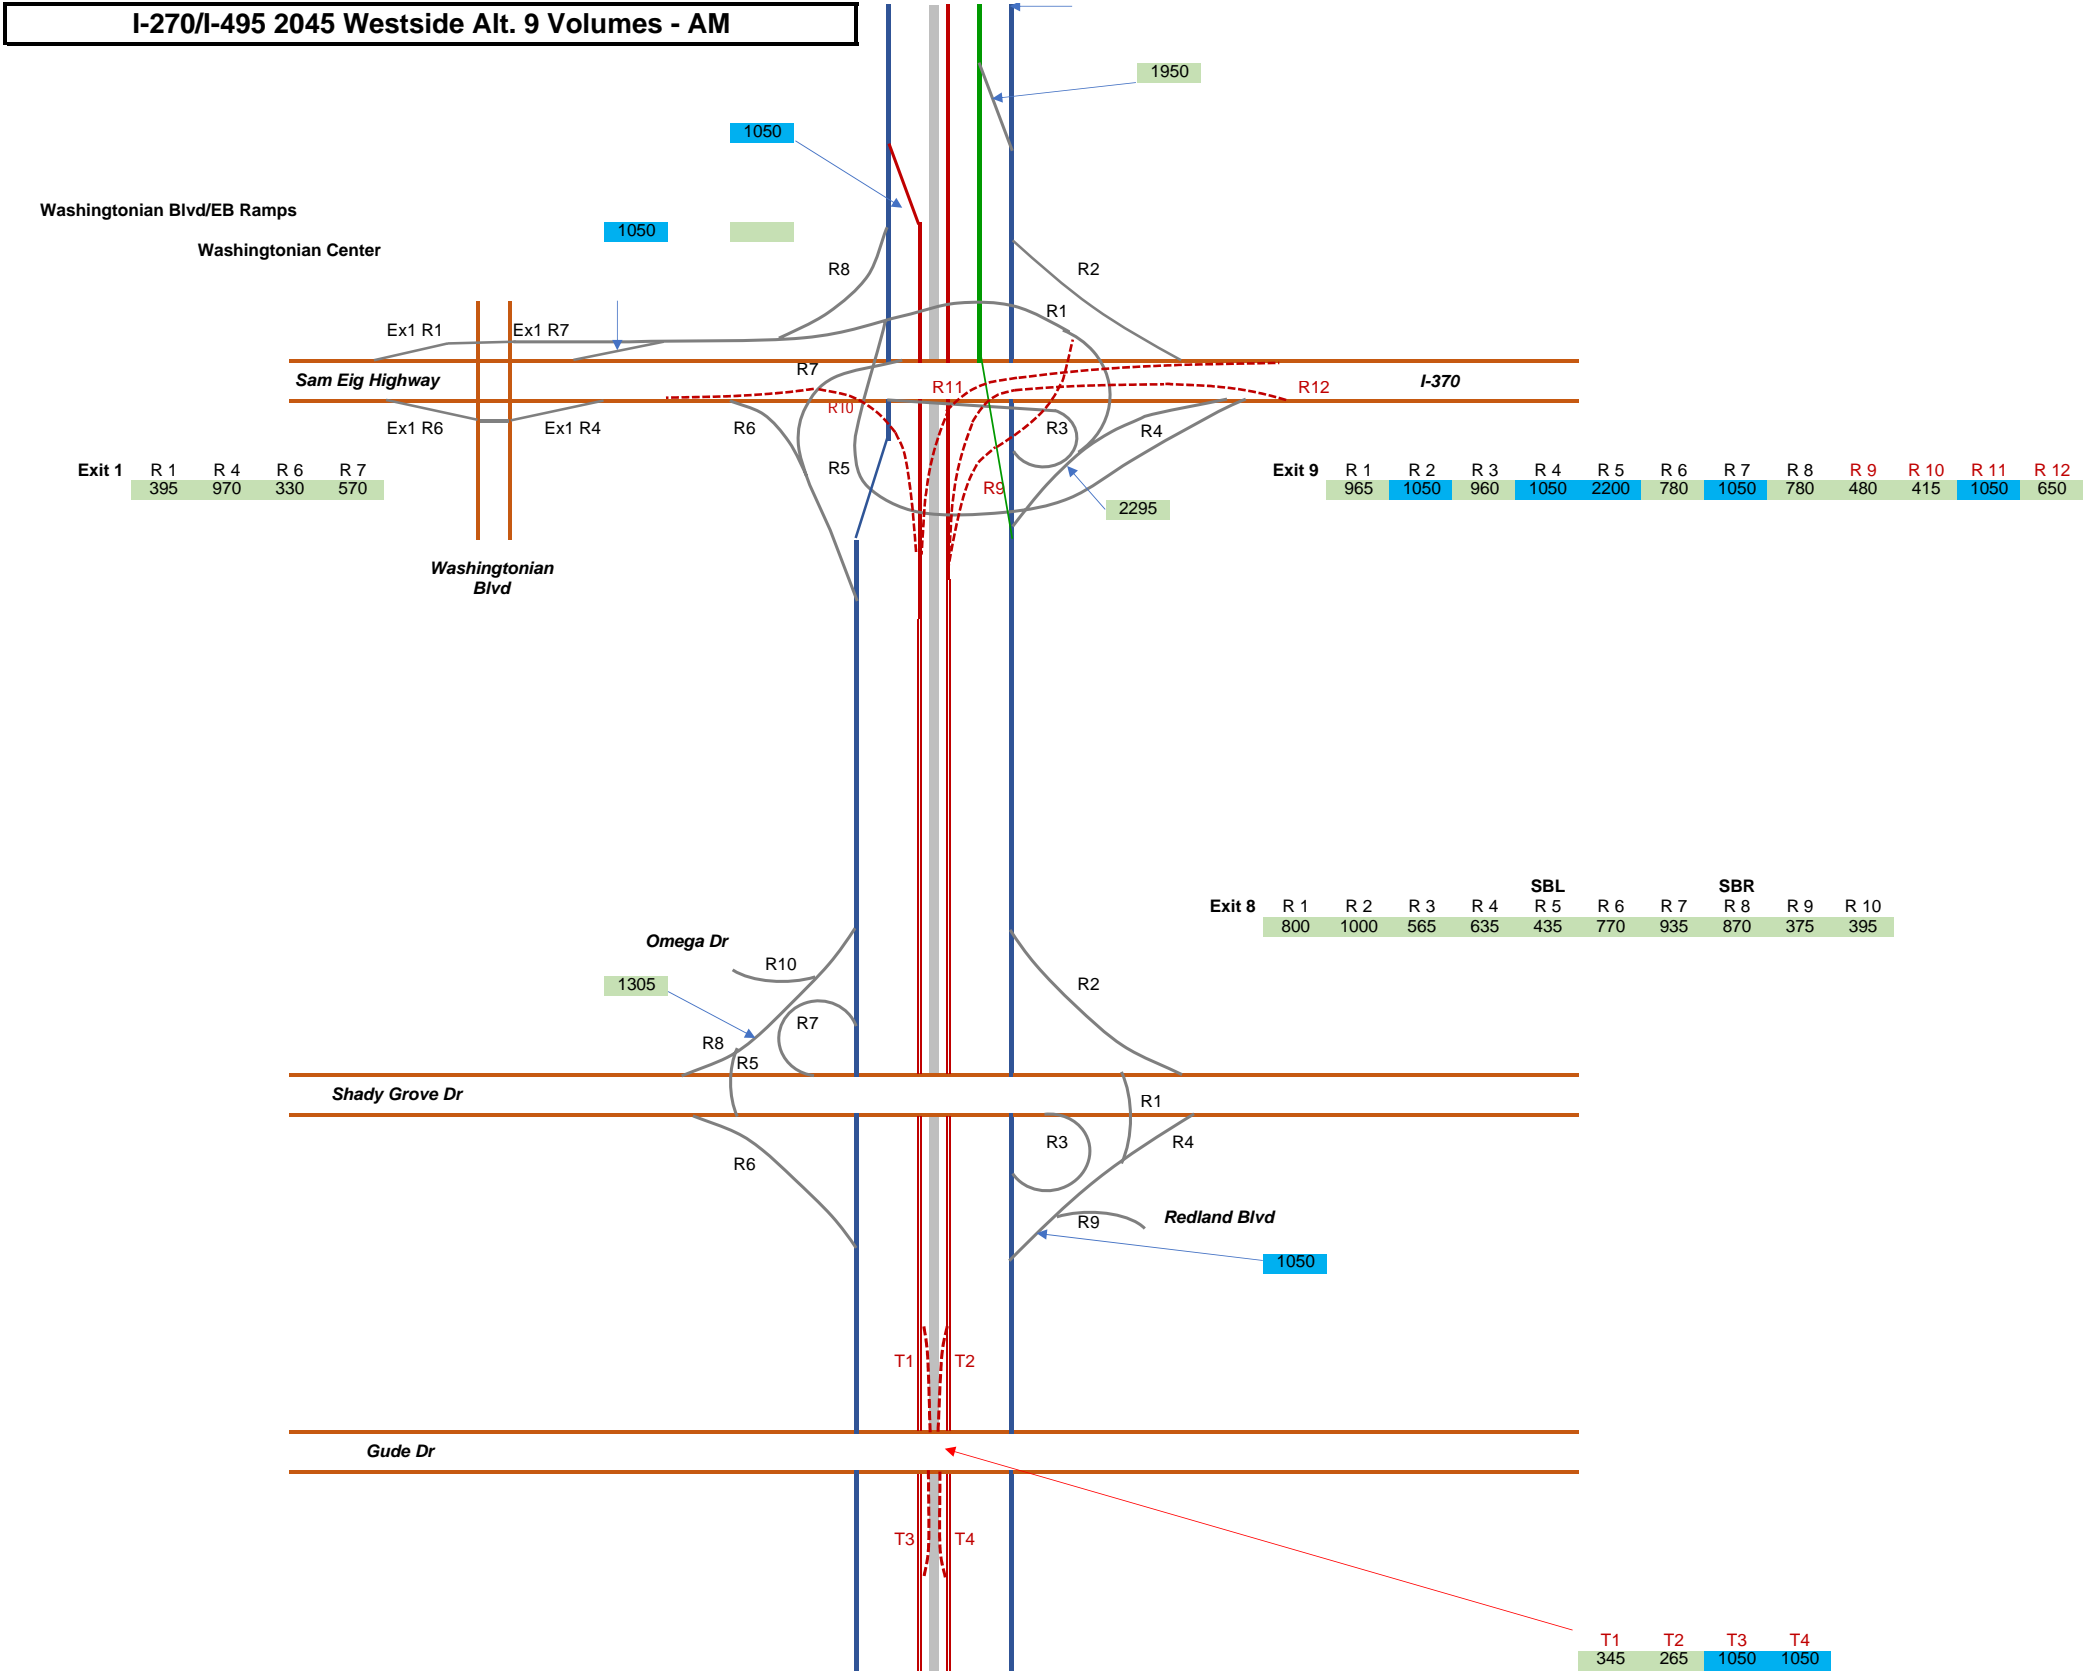 I-270/I-495 2045 Westside Alt. 9 Volumes - AM
1950
1050
Washingtonian Blvd/EB Ramps
1050
Washingtonian Center
R8
R2
R1
Ex1 R1
Ex1 R7
R7
Sam Eig Highway
R11
R12
I-370
R10
Ex1 R6
Ex1 R4
R6
R3
R4
R5
Exit 1 R 1 R 4 R 6 R 7
395 970 330 570
Exit 9 R 1 R 2 R 3 R 4 R 5 R 6 R 7 R 8 R 9 R 10 R 11 R 12
965 1050 960 1050 2200 780 1050 780 480 415 1050 650
R9
2295
Washingtonian
Blvd
SBL SBR
Exit 8 R 1 R 2 R 3 R 4 R 5 R 6 R 7 R 8 R 9 R 10
800 1000 565 635 435 770 935 870 375 395
Omega Dr
R10
1305
R2
R7
R8
R5
Shady Grove Dr
R1
R3
R4
R6
R9
Redland Blvd
1050
T1
T2
Gude Dr
T3
T4
T1 T2 T3 T4
345 265 1050 1050